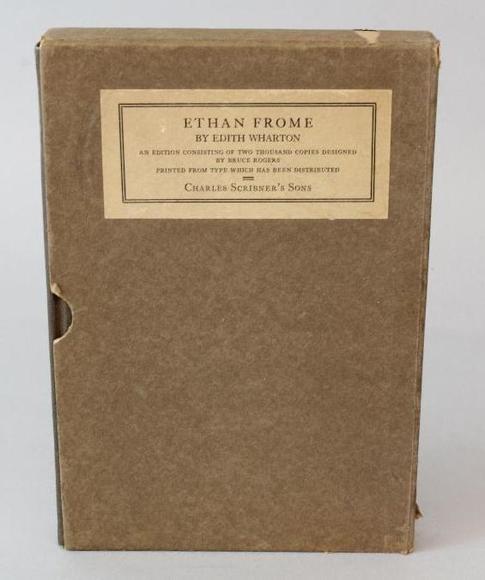 ETHAN FROME
BY EDITH WHARTON
AN EDITION CONSISTING OF TWO THOUSAND COPIES DESIGNED
BY BRUCE ROGERS
PRINTED FROM TYPE WHICH HAS BEEN DISTRIBUTED
CHARLES SCRIBNER'S SONS